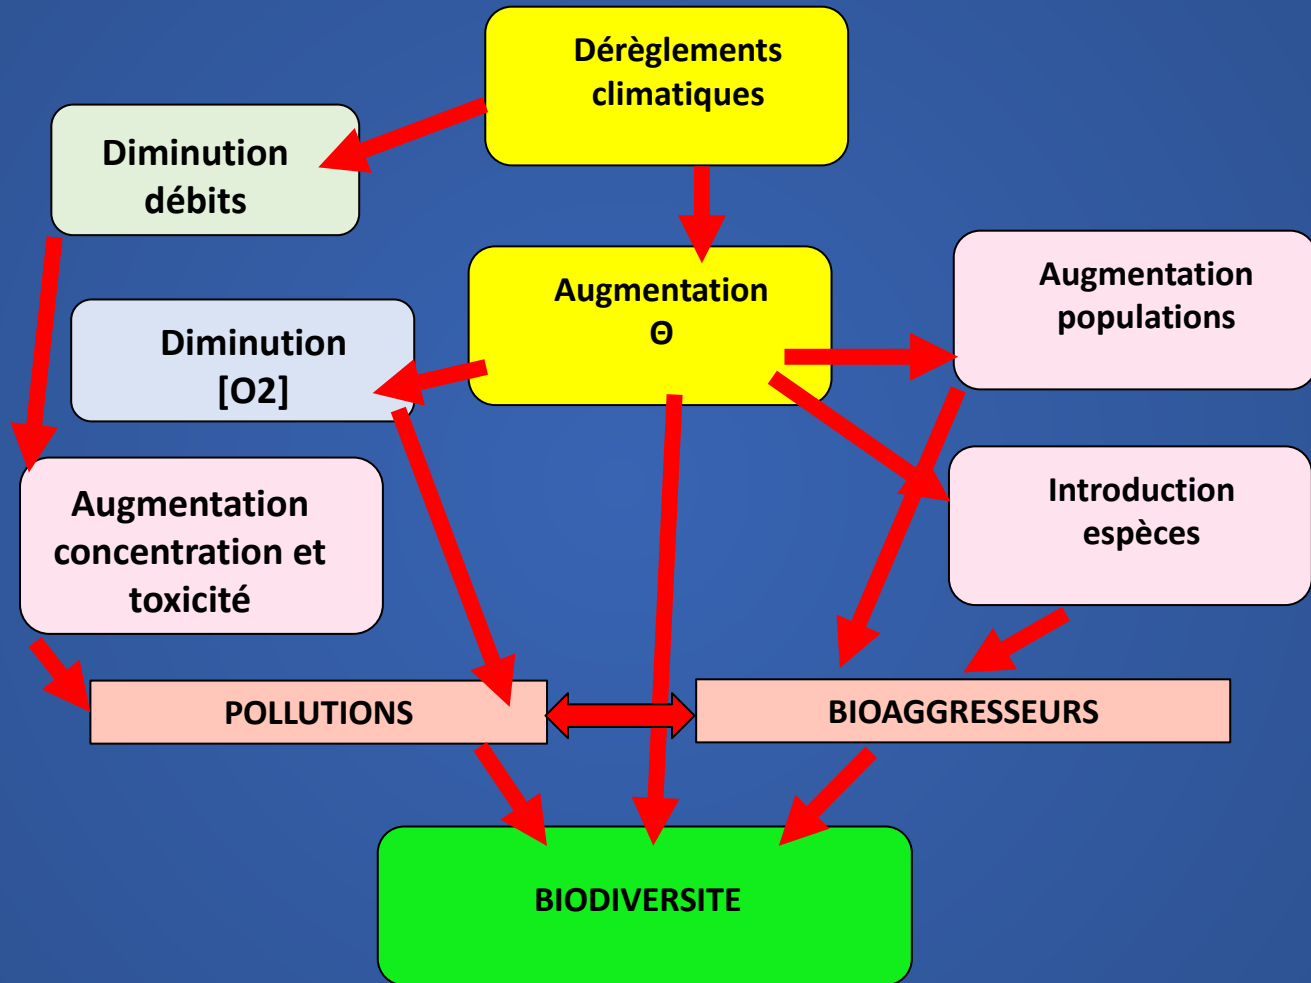 Dérèglements
climatiques
Diminution
débits
Augmentation
Θ
Augmentation
populations
Diminution
[O2]
Augmentation
concentration et
toxicité
Introduction
espèces
POLLUTIONS
BIOAGGRESSEURS
BIODIVERSITE